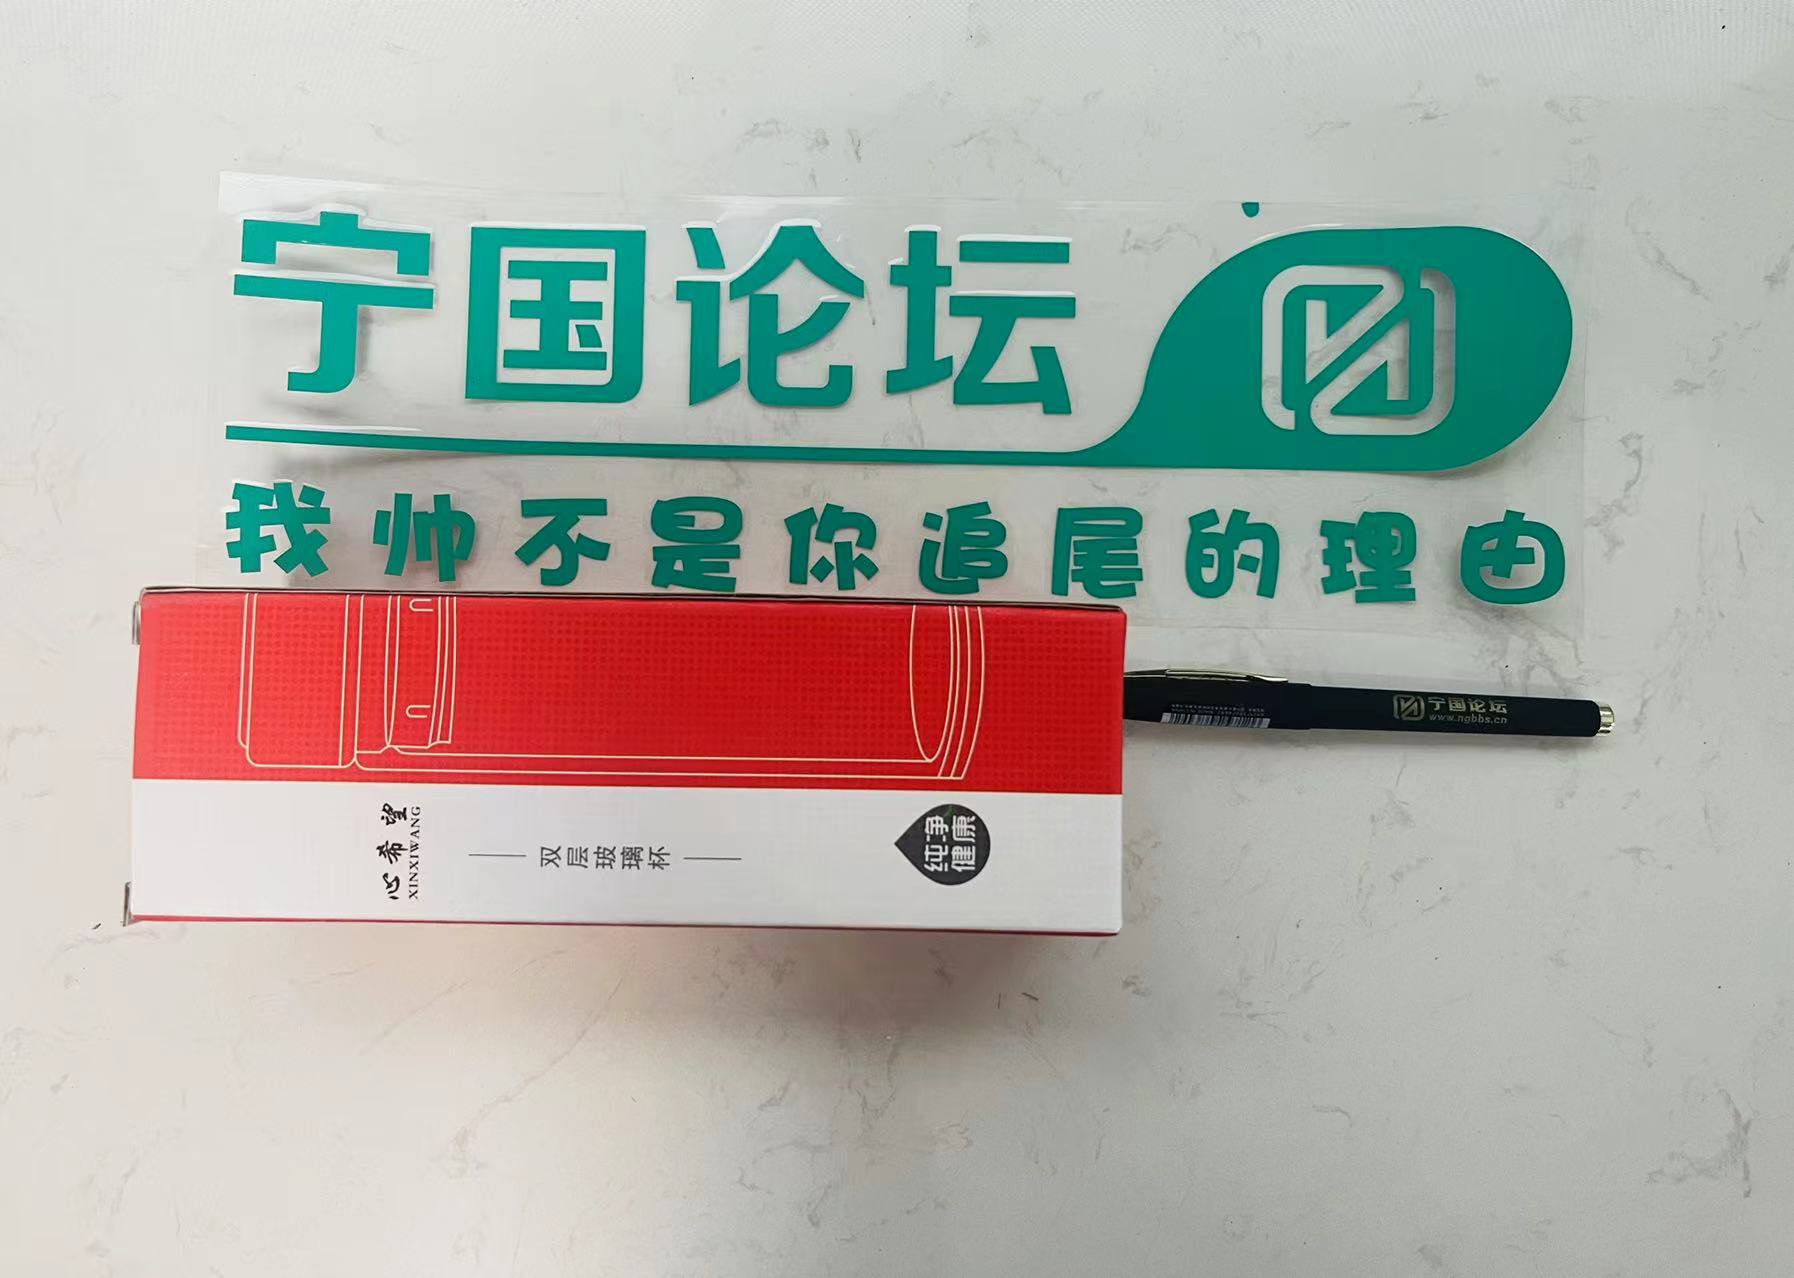 宁国论坛
我帅不是你追尾的理由
宁国论坛
www.ngbbs.cn
心希望
XINXIWANG
双层玻璃杯
纯净
健康